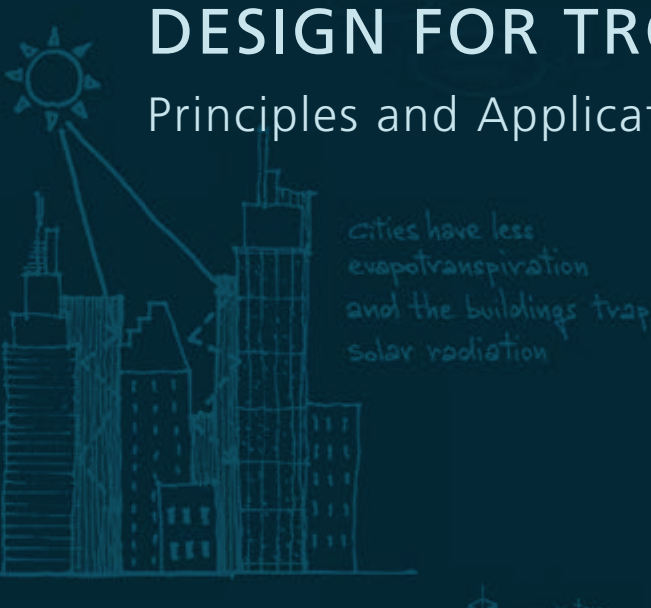 DESIGN FOR TRO
Principles and Applicat
cities have less
evapotranspiration
and the buildings trap
solar radiation